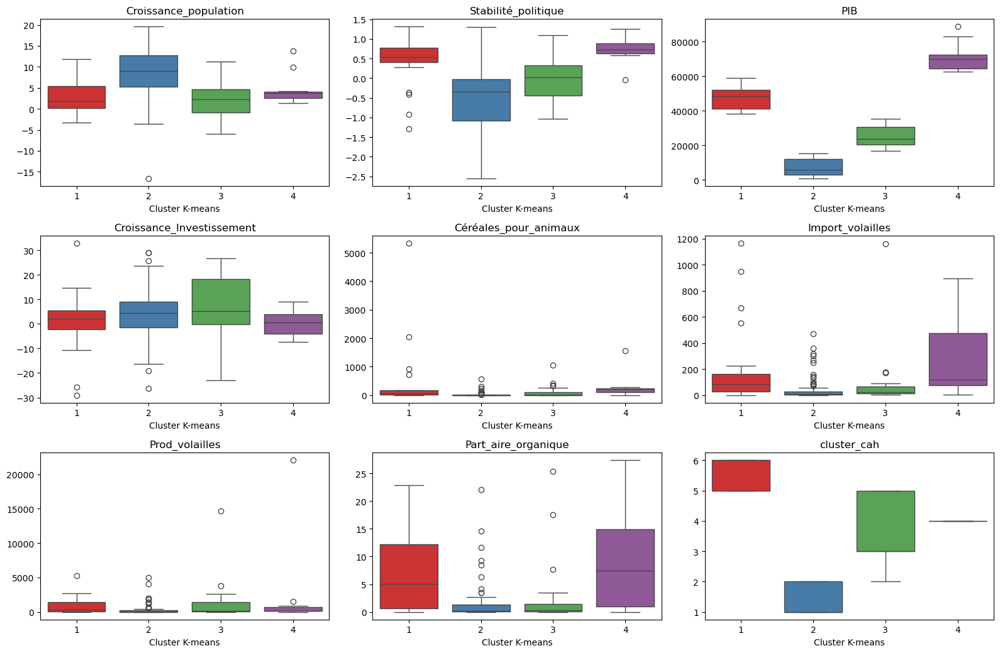 Croissance_population
20
15
10
5
0
−5
−10
−15
1 2 3 4
Cluster K-means
Stabilité_politique
1.5
1.0
0.5
0.0
−0.5
−1.0
−1.5
−2.0
−2.5
1 2 3 4
Cluster K-means
PIB
80000
60000
40000
20000
0
1 2 3 4
Cluster K-means
Croissance_Investissement
30
20
10
0
−10
−20
−30
1 2 3 4
Cluster K-means
Céréales_pour_animaux
5000
4000
3000
2000
1000
0
1 2 3 4
Cluster K-means
Import_volailles
1200
1000
800
600
400
200
0
1 2 3 4
Cluster K-means
Prod_volailles
20000
15000
10000
5000
0
1 2 3 4
Cluster K-means
Part_aire_organique
25
20
15
10
5
0
1 2 3 4
Cluster K-means
cluster_cah
6
5
4
3
2
1
1 2 3 4
Cluster K-means